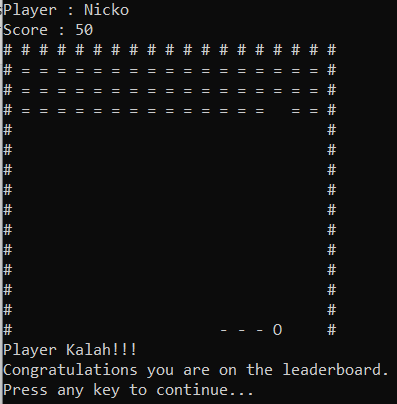 Player : Nicko
Score : 50
# # # # # # # # # # # # # # # # # # #
# = = = = = = = = = = = = = = = = = #
# = = = = = = = = = = = = = = = = = #
# = = = = = = = = = = = = = =   = = #
#                                   #
#                                   #
#                                   #
#                                   #
#                                   #
#                                   #
#                                   #
#                                   #
#                                   #
#                                   #
#                       - - - O     #
Player Kalah!!!
Congratulations you are on the leaderboard.
Press any key to continue...